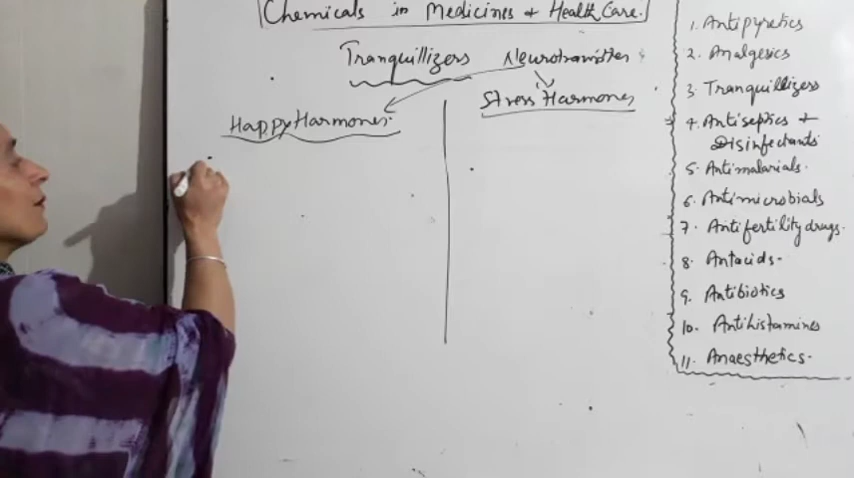 Chemicals in Medicines & Health Care.
Tranquillizers Neurotramitter
Stress Harmones
Happy Harmones.
1. Antipyretics
2. Analgesics
3. Tranquillizers
4. Antiseptics &
Disinfectants
5. Antimalarials.
6. Antimicrobials
7. Antifertility drugs.
8. Antacids.
9. Antibiotics
10. Antihistamines
11. Anaesthetics.